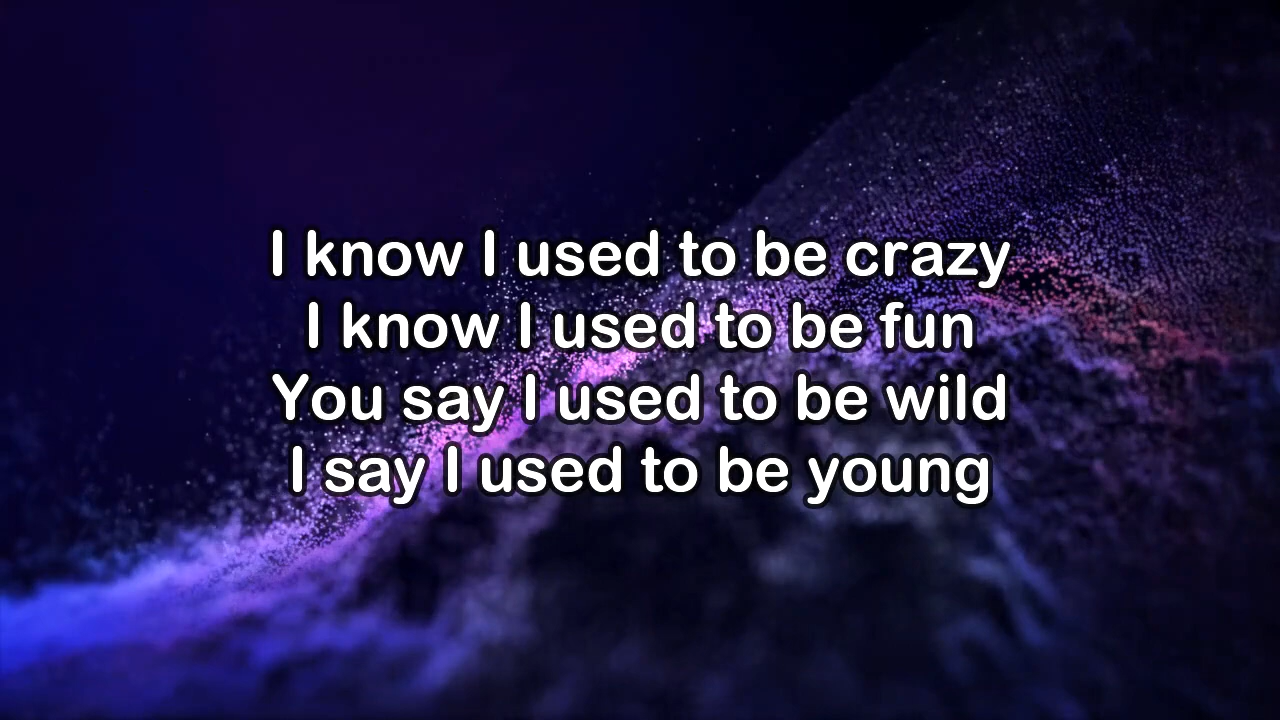 I know I used to be crazy
I know I used to be fun
You say I used to be wild
I say I used to be young